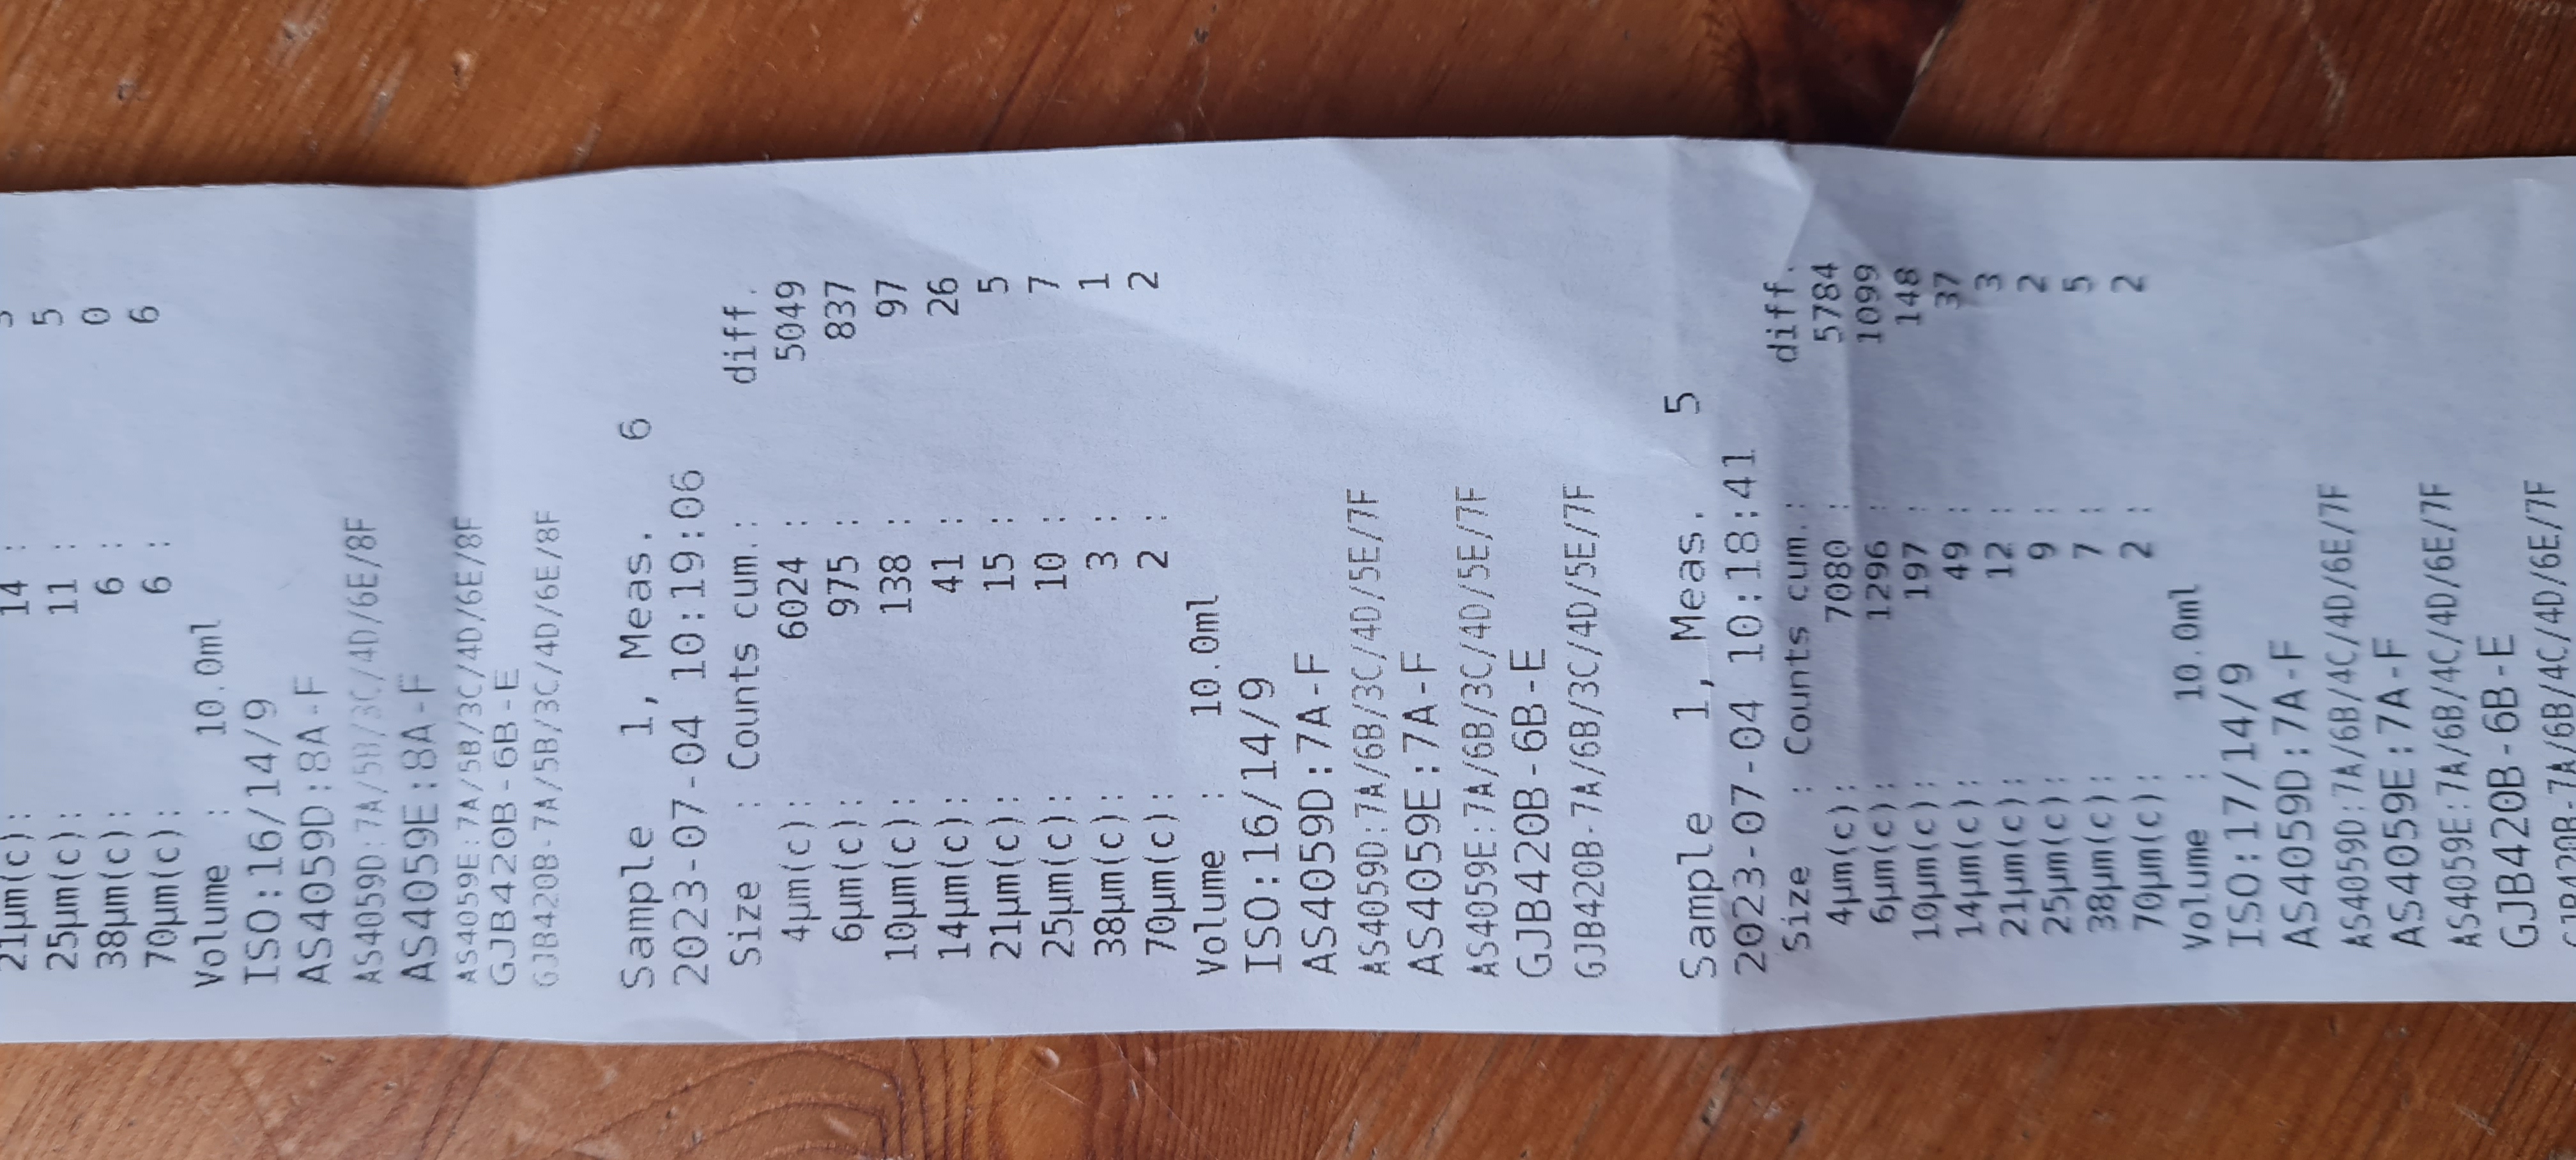 21µm(c): 14 :
25µm(c): 11 : 5
38µm(c): 6 : 0
70µm(c): 6 : 6
Volume : 10.0ml
ISO:16/14/9
AS4059D:8A-F
AS4059D:7A/5B/3C/4D/6E/8F
AS4059E:8A-F
AS4059E:7A/5B/3C/4D/6E/8F
GJB420B-6B-E
GJB420B-7A/5B/3C/4D/6E/8F
Sample 1, Meas. 6
2023-07-04 10:19:06
Size : Counts cum.: diff.
4µm(c): 6024 : 5049
6µm(c): 975 : 837
10µm(c): 138 : 97
14µm(c): 41 : 26
21µm(c): 15 : 5
25µm(c): 10 : 7
38µm(c): 3 : 1
70µm(c): 2 : 2
Volume : 10.0ml
ISO:16/14/9
AS4059D:7A-F
AS4059D:7A/6B/3C/4D/5E/7F
AS4059E:7A-F
AS4059E:7A/6B/3C/4D/5E/7F
GJB420B-6B-E
GJB420B-7A/6B/3C/4D/5E/7F
Sample 1, Meas. 5
2023-07-04 10:18:41
Size : Counts cum.: diff.
4µm(c): 7080 : 5784
6µm(c): 1296 : 1099
10µm(c): 197 : 148
14µm(c): 49 : 37
21µm(c): 12 : 3
25µm(c): 9 : 2
38µm(c): 7 : 5
70µm(c): 2 : 2
Volume : 10.0ml
ISO:17/14/9
AS4059D:7A-F
AS4059D:7A/6B/4C/4D/6E/7F
AS4059E:7A-F
AS4059E:7A/6B/4C/4D/6E/7F
GJB420B-6B-E
GJB420B-7A/6B/4C/4D/6E/7F